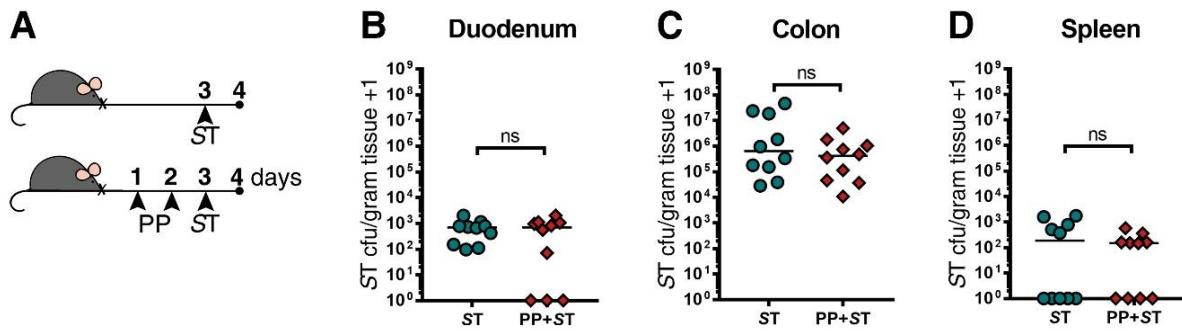 A
3 4
ST
1 2 3 4 days
PP ST
B
Duodenum
ST cfu/gram tissue +1
10⁹
10⁸
10⁷
10⁶
10⁵
10⁴
10³
10²
10¹
10⁰
ns
ST PP+ST
C
Colon
ST cfu/gram tissue +1
10⁹
10⁸
10⁷
10⁶
10⁵
10⁴
10³
10²
10¹
10⁰
ns
ST PP+ST
D
Spleen
ST cfu/gram tissue +1
10⁹
10⁸
10⁷
10⁶
10⁵
10⁴
10³
10²
10¹
10⁰
ns
ST PP+ST